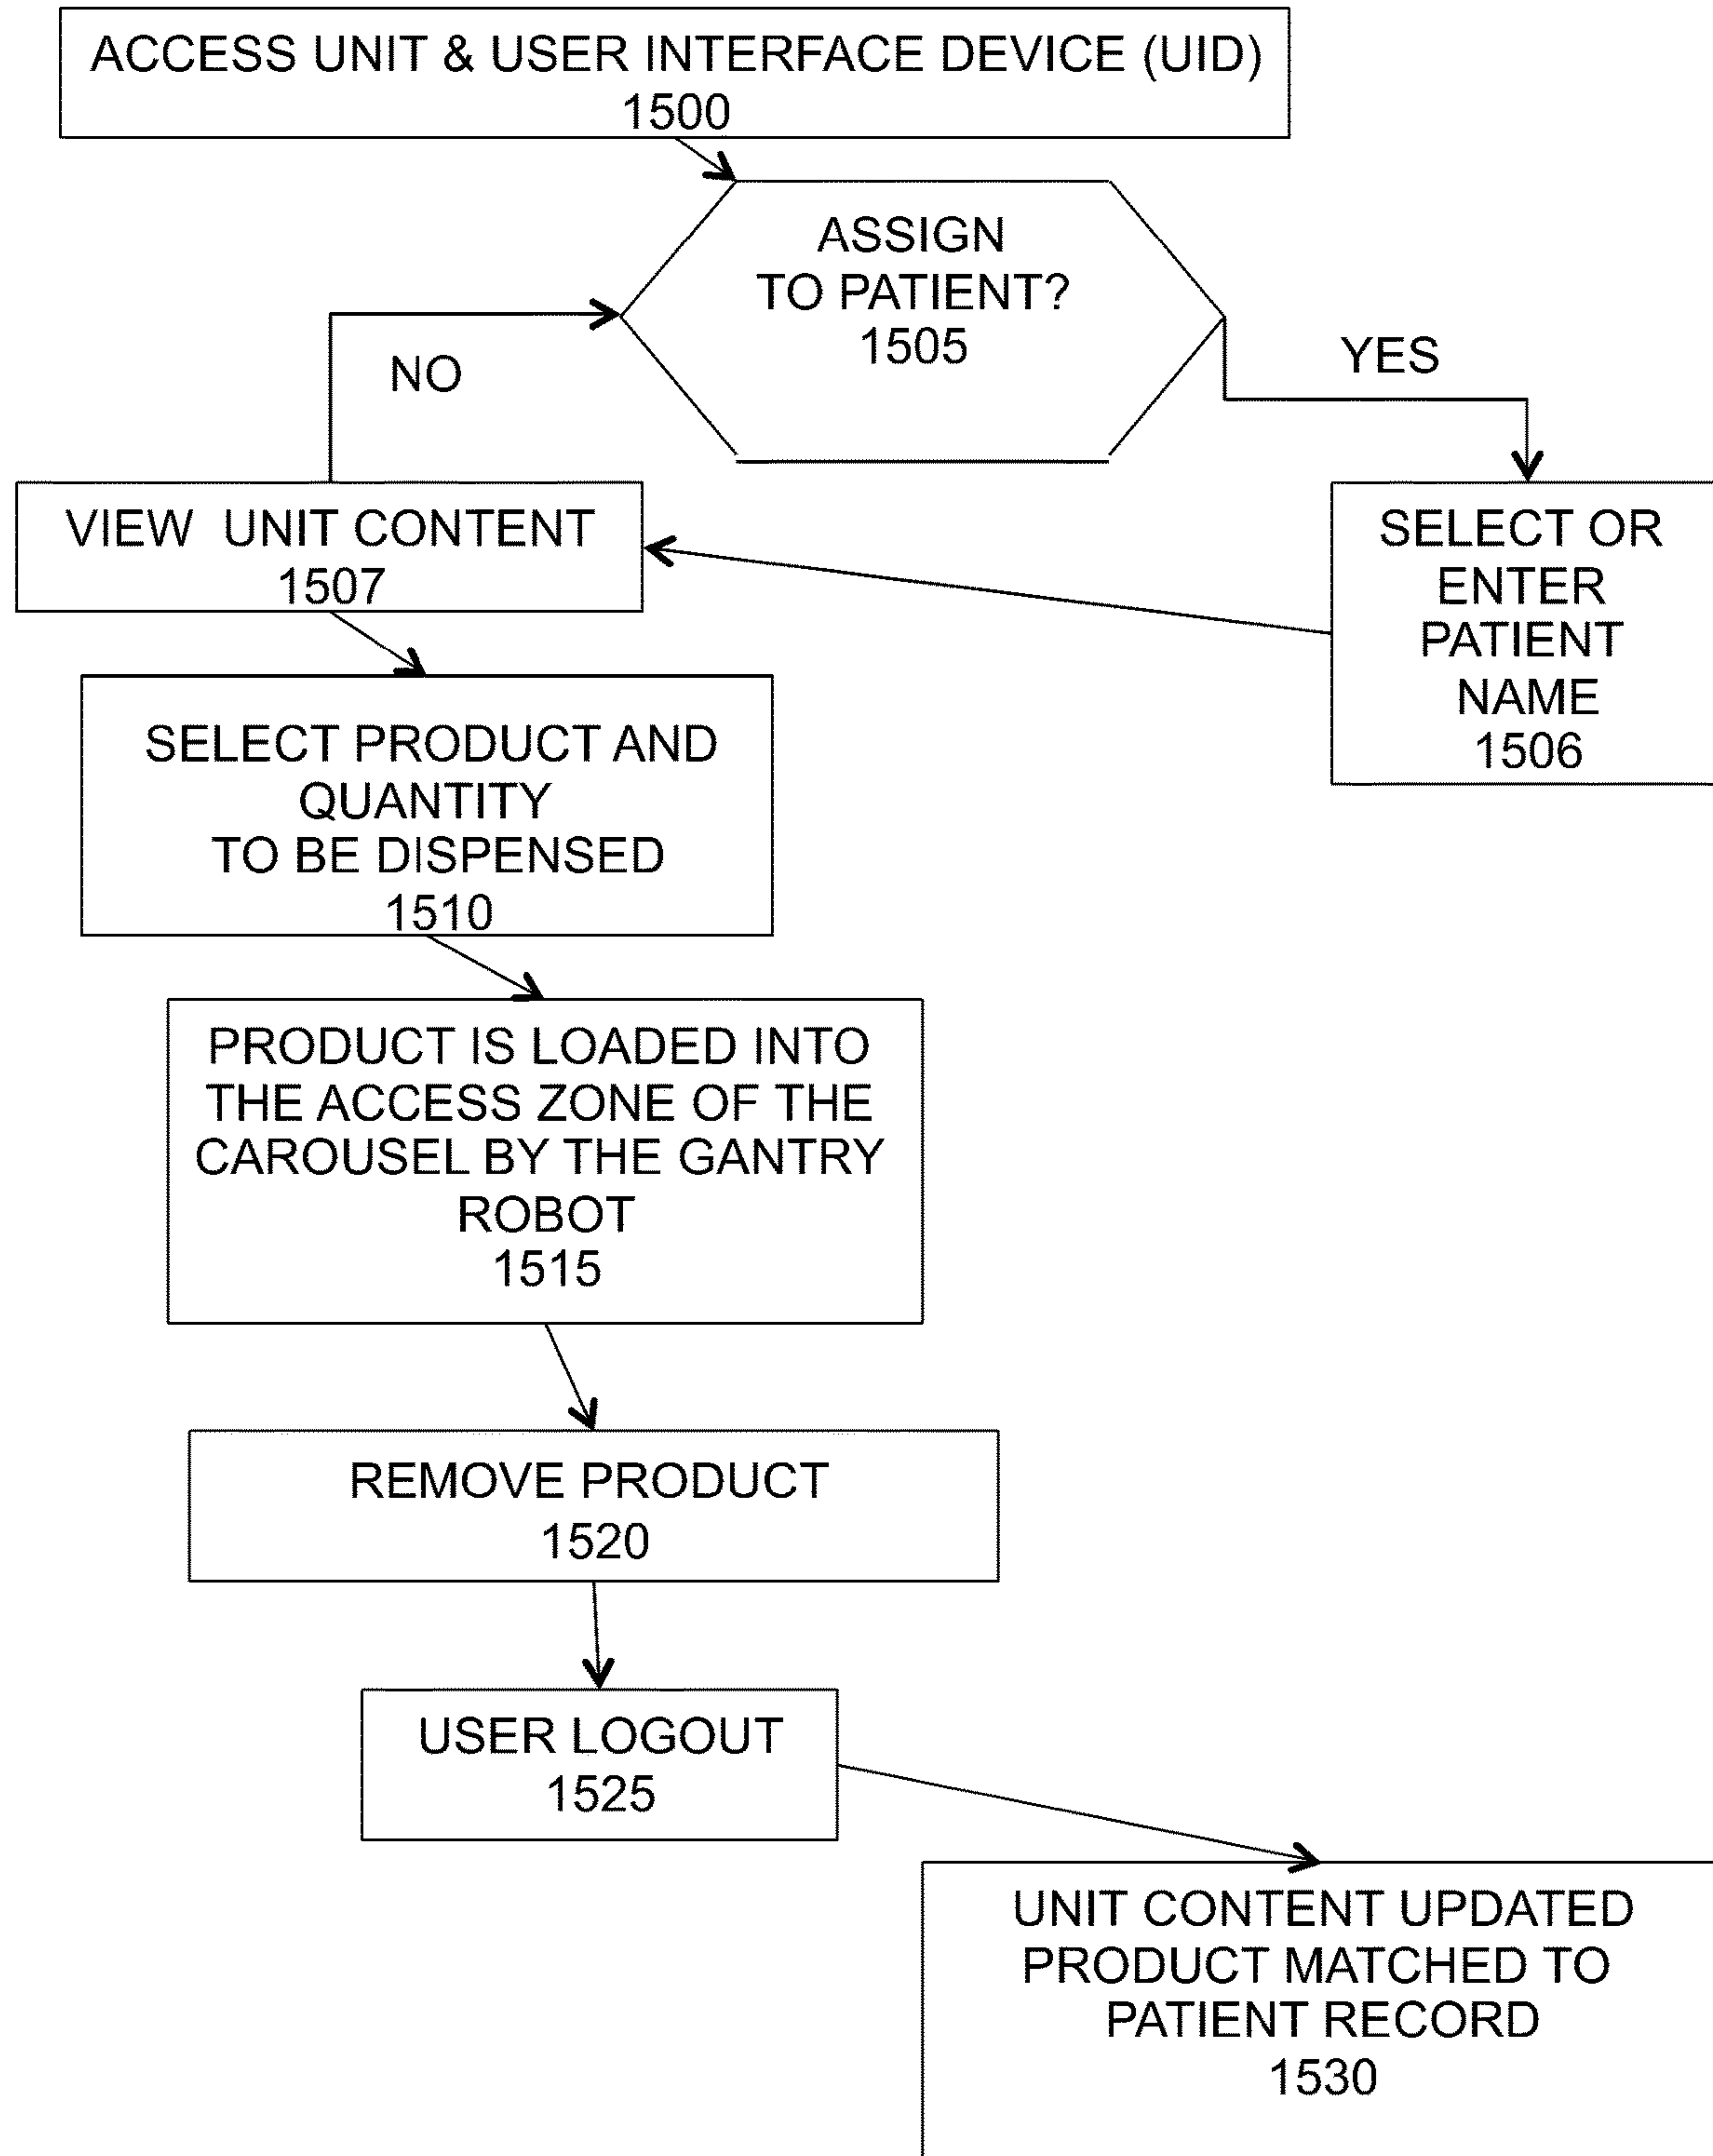 ACCESS UNIT & USER INTERFACE DEVICE (UID)
1500
ASSIGN
TO PATIENT?
1505
NO
YES
VIEW UNIT CONTENT
1507
SELECT OR
ENTER
PATIENT
NAME
1506
SELECT PRODUCT AND
QUANTITY
TO BE DISPENSED
1510
PRODUCT IS LOADED INTO
THE ACCESS ZONE OF THE
CAROUSEL BY THE GANTRY
ROBOT
1515
REMOVE PRODUCT
1520
USER LOGOUT
1525
UNIT CONTENT UPDATED
PRODUCT MATCHED TO
PATIENT RECORD
1530